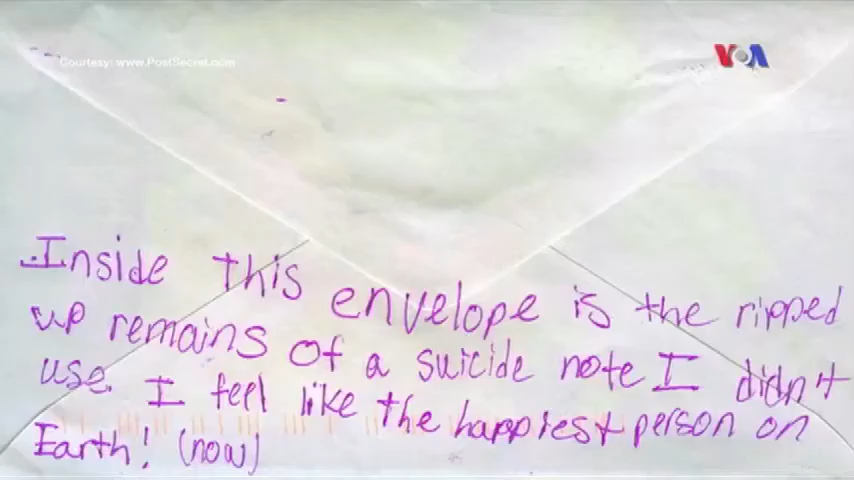 Courtesy: www.PostSecret.com
VOA
Inside this envelope is the ripped
up remains of a suicide note I didn't
use. I feel like the happiest person on
Earth! (now)